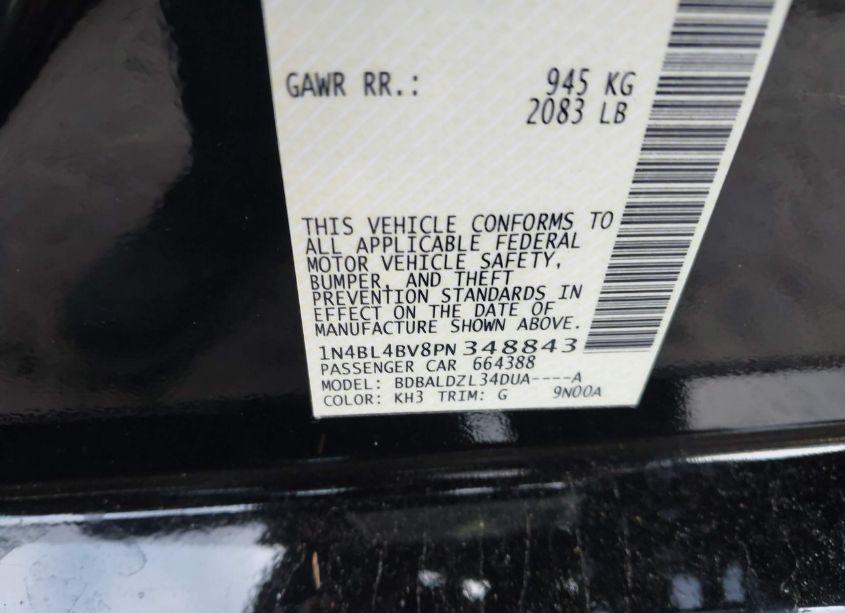 GAWR RR.: 945 KG
2083 LB
THIS VEHICLE CONFORMS TO
ALL APPLICABLE FEDERAL
MOTOR VEHICLE SAFETY,
BUMPER, AND THEFT
PREVENTION STANDARDS IN
EFFECT ON THE DATE OF
MANUFACTURE SHOWN ABOVE.
1N4BL4BV8PN348843
PASSENGER CAR 664388
MODEL: BDBALDZL34DUA----A
COLOR: KH3 TRIM: G 9N00A